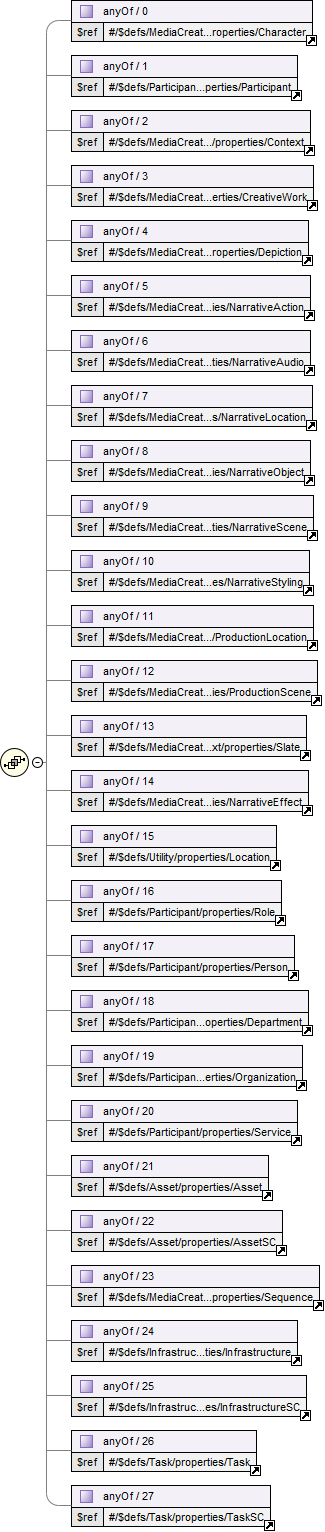 anyOf / 0
$ref #/$defs/MediaCreat...roperties/Character
anyOf / 1
$ref #/$defs/Participan...perties/Participant
anyOf / 2
$ref #/$defs/MediaCreat.../properties/Context
anyOf / 3
$ref #/$defs/MediaCreat...erties/CreativeWork
anyOf / 4
$ref #/$defs/MediaCreat...roperties/Depiction
anyOf / 5
$ref #/$defs/MediaCreat...ies/NarrativeAction
anyOf / 6
$ref #/$defs/MediaCreat...ties/NarrativeAudio
anyOf / 7
$ref #/$defs/MediaCreat...s/NarrativeLocation
anyOf / 8
$ref #/$defs/MediaCreat...ies/NarrativeObject
anyOf / 9
$ref #/$defs/MediaCreat...ties/NarrativeScene
anyOf / 10
$ref #/$defs/MediaCreat...es/NarrativeStyling
anyOf / 11
$ref #/$defs/MediaCreat.../ProductionLocation
anyOf / 12
$ref #/$defs/MediaCreat...ies/ProductionScene
anyOf / 13
$ref #/$defs/MediaCreat...xt/properties/Slate
anyOf / 14
$ref #/$defs/MediaCreat...ies/NarrativeEffect
anyOf / 15
$ref #/$defs/Utility/properties/Location
anyOf / 16
$ref #/$defs/Participant/properties/Role
anyOf / 17
$ref #/$defs/Participant/properties/Person
anyOf / 18
$ref #/$defs/Participan...operties/Department
anyOf / 19
$ref #/$defs/Participan...erties/Organization
anyOf / 20
$ref #/$defs/Participant/properties/Service
anyOf / 21
$ref #/$defs/Asset/properties/Asset
anyOf / 22
$ref #/$defs/Asset/properties/AssetSC
anyOf / 23
$ref #/$defs/MediaCreat...properties/Sequence
anyOf / 24
$ref #/$defs/Infrastruc...ties/Infrastructure
anyOf / 25
$ref #/$defs/Infrastruc...es/InfrastructureSC
anyOf / 26
$ref #/$defs/Task/properties/Task
anyOf / 27
$ref #/$defs/Task/properties/TaskSC